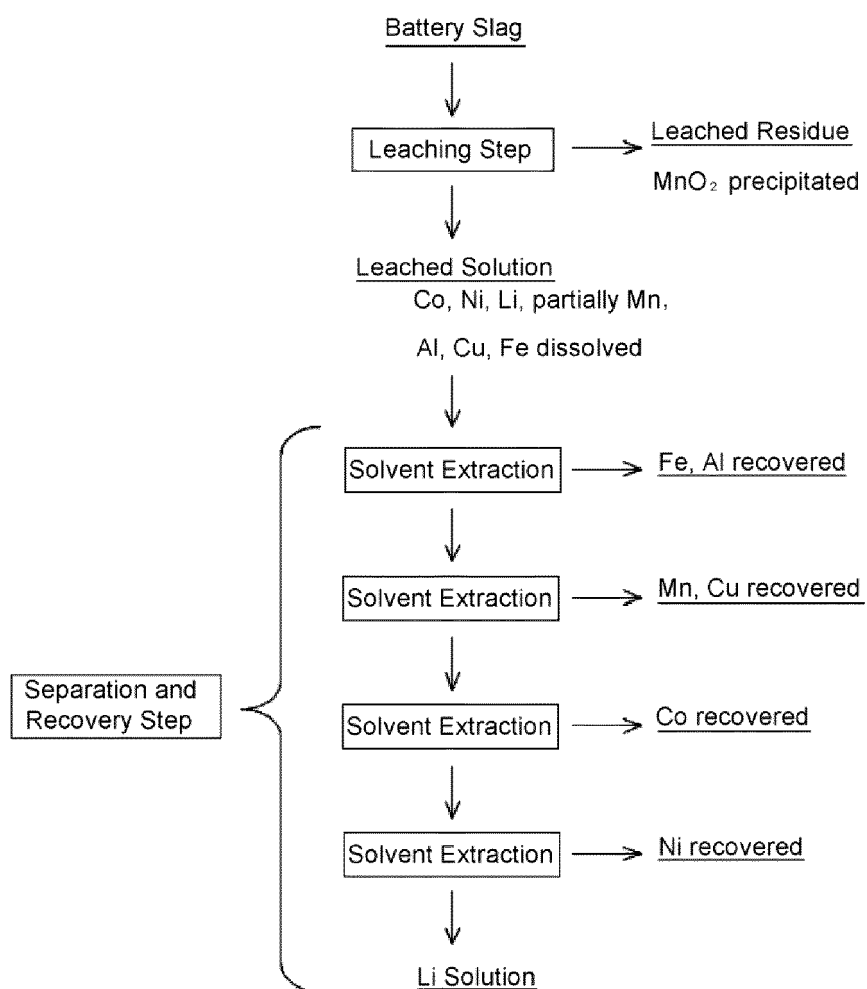 Battery Slag
Leaching Step
Leached Residue
MnO₂ precipitated
Leached Solution
Co, Ni, Li, partially Mn,
Al, Cu, Fe dissolved
Solvent Extraction
Fe, Al recovered
Solvent Extraction
Mn, Cu recovered
Separation and
Recovery Step
Solvent Extraction
Co recovered
Solvent Extraction
Ni recovered
Li Solution